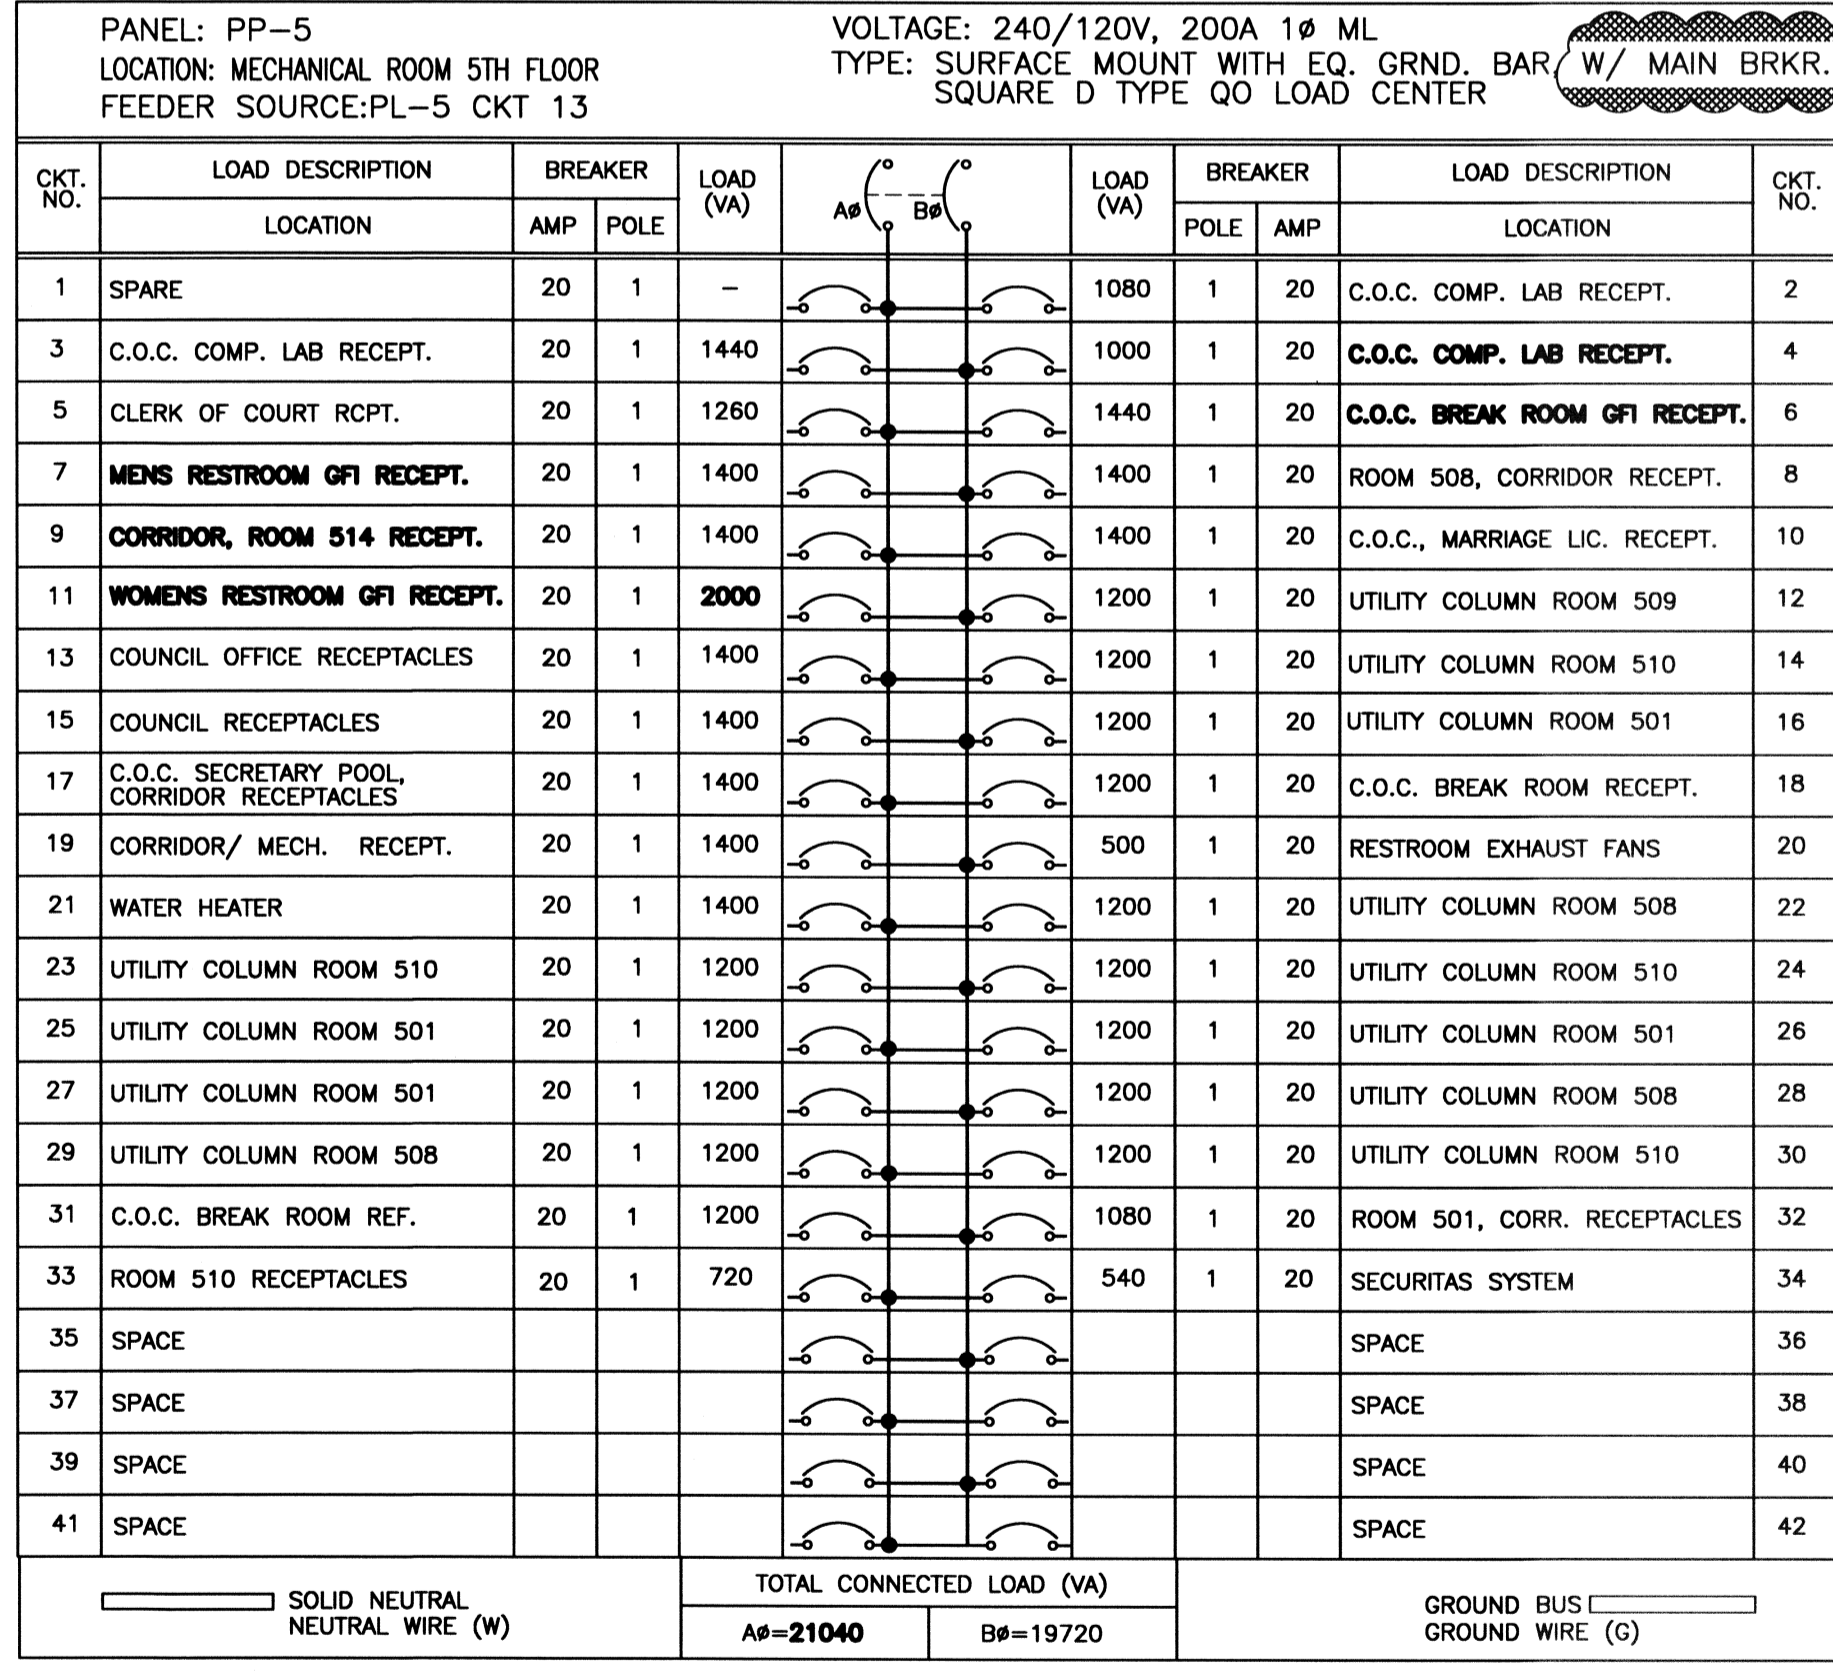 PANEL: PP-5
LOCATION: MECHANICAL ROOM 5TH FLOOR
FEEDER SOURCE:PL-5 CKT 13
VOLTAGE: 240/120V, 200A 1ø ML
TYPE: SURFACE MOUNT WITH EQ. GRND. BAR, W/ MAIN BRKR.
SQUARE D TYPE QO LOAD CENTER
CKT. NO. LOAD DESCRIPTION BREAKER LOAD (VA) Aø Bø LOAD (VA) BREAKER LOAD DESCRIPTION CKT. NO.
LOCATION AMP POLE POLE AMP LOCATION
1 SPARE 20 1 – 1080 1 20 C.O.C. COMP. LAB RECEPT. 2
3 C.O.C. COMP. LAB RECEPT. 20 1 1440 1000 1 20 C.O.C. COMP. LAB RECEPT. 4
5 CLERK OF COURT RCPT. 20 1 1260 1440 1 20 C.O.C. BREAK ROOM GFI RECEPT. 6
7 MENS RESTROOM GFI RECEPT. 20 1 1400 1400 1 20 ROOM 508, CORRIDOR RECEPT. 8
9 CORRIDOR, ROOM 514 RECEPT. 20 1 1400 1400 1 20 C.O.C., MARRIAGE LIC. RECEPT. 10
11 WOMENS RESTROOM GFI RECEPT. 20 1 2000 1200 1 20 UTILITY COLUMN ROOM 509 12
13 COUNCIL OFFICE RECEPTACLES 20 1 1400 1200 1 20 UTILITY COLUMN ROOM 510 14
15 COUNCIL RECEPTACLES 20 1 1400 1200 1 20 UTILITY COLUMN ROOM 501 16
17 C.O.C. SECRETARY POOL, CORRIDOR RECEPTACLES 20 1 1400 1200 1 20 C.O.C. BREAK ROOM RECEPT. 18
19 CORRIDOR/ MECH. RECEPT. 20 1 1400 500 1 20 RESTROOM EXHAUST FANS 20
21 WATER HEATER 20 1 1400 1200 1 20 UTILITY COLUMN ROOM 508 22
23 UTILITY COLUMN ROOM 510 20 1 1200 1200 1 20 UTILITY COLUMN ROOM 510 24
25 UTILITY COLUMN ROOM 501 20 1 1200 1200 1 20 UTILITY COLUMN ROOM 501 26
27 UTILITY COLUMN ROOM 501 20 1 1200 1200 1 20 UTILITY COLUMN ROOM 508 28
29 UTILITY COLUMN ROOM 508 20 1 1200 1200 1 20 UTILITY COLUMN ROOM 510 30
31 C.O.C. BREAK ROOM REF. 20 1 1200 1080 1 20 ROOM 501, CORR. RECEPTACLES 32
33 ROOM 510 RECEPTACLES 20 1 720 540 1 20 SECURITAS SYSTEM 34
35 SPACE SPACE 36
37 SPACE SPACE 38
39 SPACE SPACE 40
41 SPACE SPACE 42
SOLID NEUTRAL
NEUTRAL WIRE (W)
TOTAL CONNECTED LOAD (VA)
Aø=21040 Bø=19720
GROUND BUS
GROUND WIRE (G)